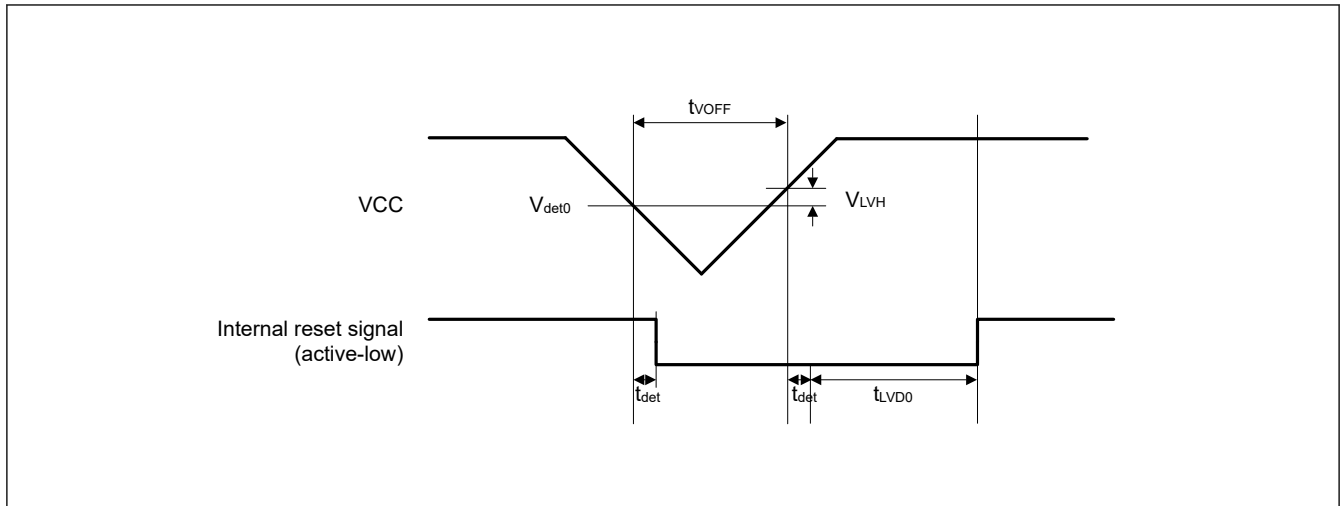 tVOFF
VCC
Vdet0
VLVH
Internal reset signal
(active-low)
tdet
tdet
tLVD0